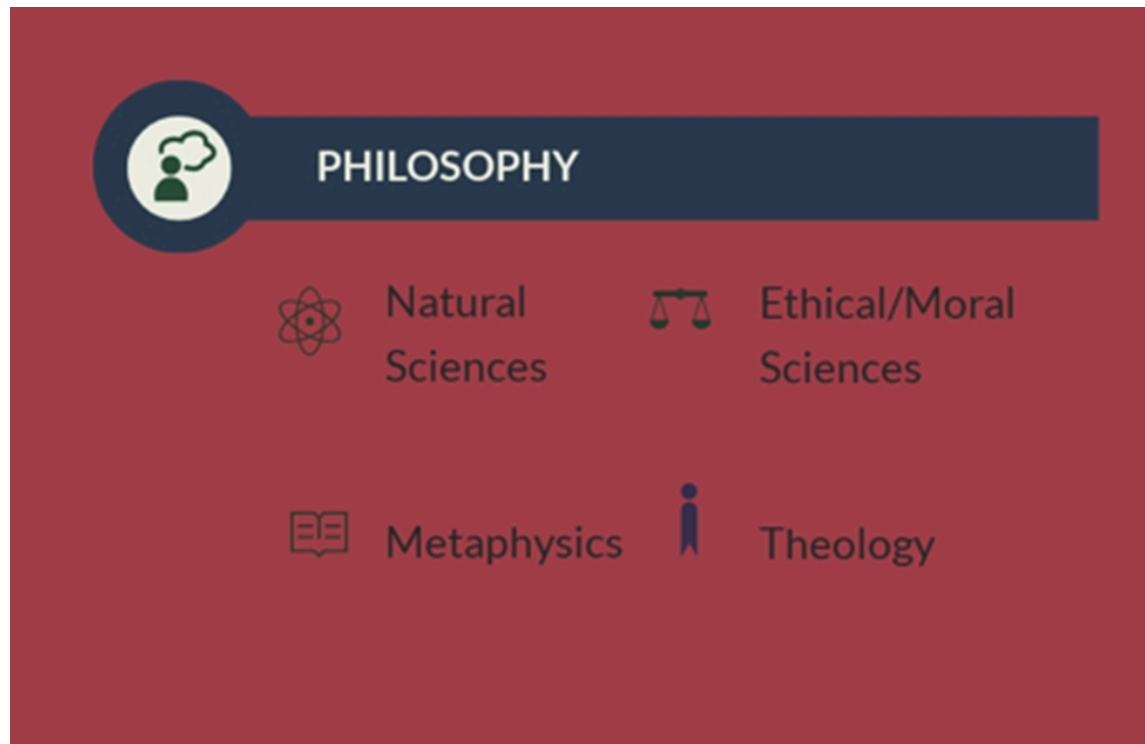 PHILOSOPHY
Natural
Sciences
Ethical/Moral
Sciences
Metaphysics
Theology